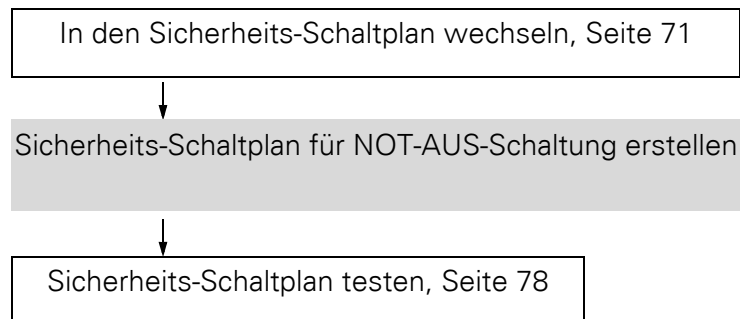 In den Sicherheits-Schaltplan wechseln, Seite 71
Sicherheits-Schaltplan für NOT-AUS-Schaltung erstellen
Sicherheits-Schaltplan testen, Seite 78